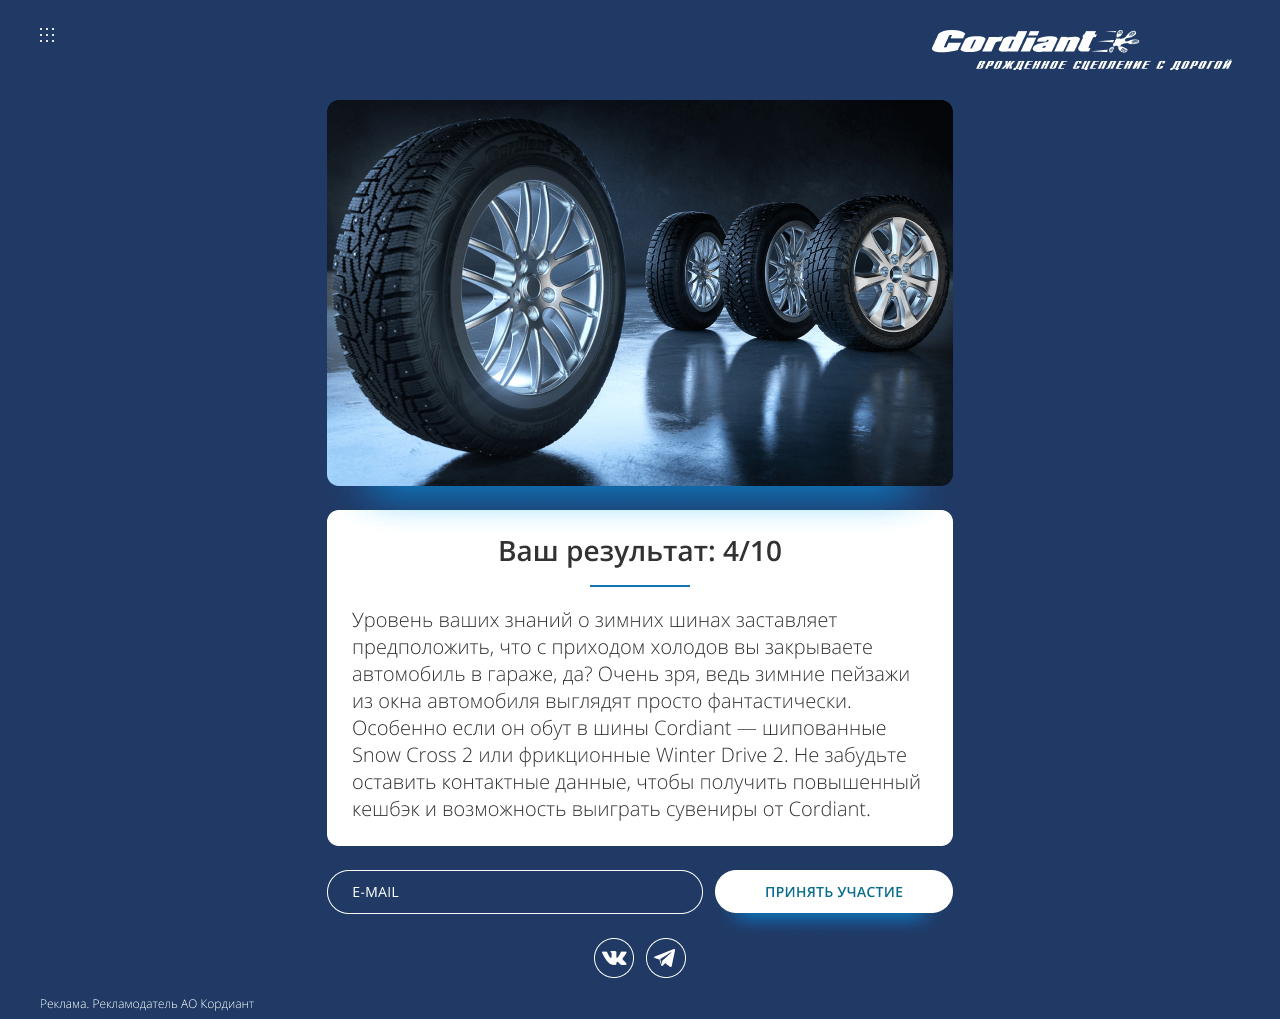 Cordiant
ВРОЖДЕННОЕ СЦЕПЛЕНИЕ С ДОРОГОЙ
Cordiant
Ваш результат: 4/10
Уровень ваших знаний о зимних шинах заставляет
предположить, что с приходом холодов вы закрываете
автомобиль в гараже, да? Очень зря, ведь зимние пейзажи
из окна автомобиля выглядят просто фантастически.
Особенно если он обут в шины Cordiant — шипованные
Snow Cross 2 или фрикционные Winter Drive 2. Не забудьте
оставить контактные данные, чтобы получить повышенный
кешбэк и возможность выиграть сувениры от Cordiant.
E-MAIL
ПРИНЯТЬ УЧАСТИЕ
Реклама. Рекламодатель АО Кордиант